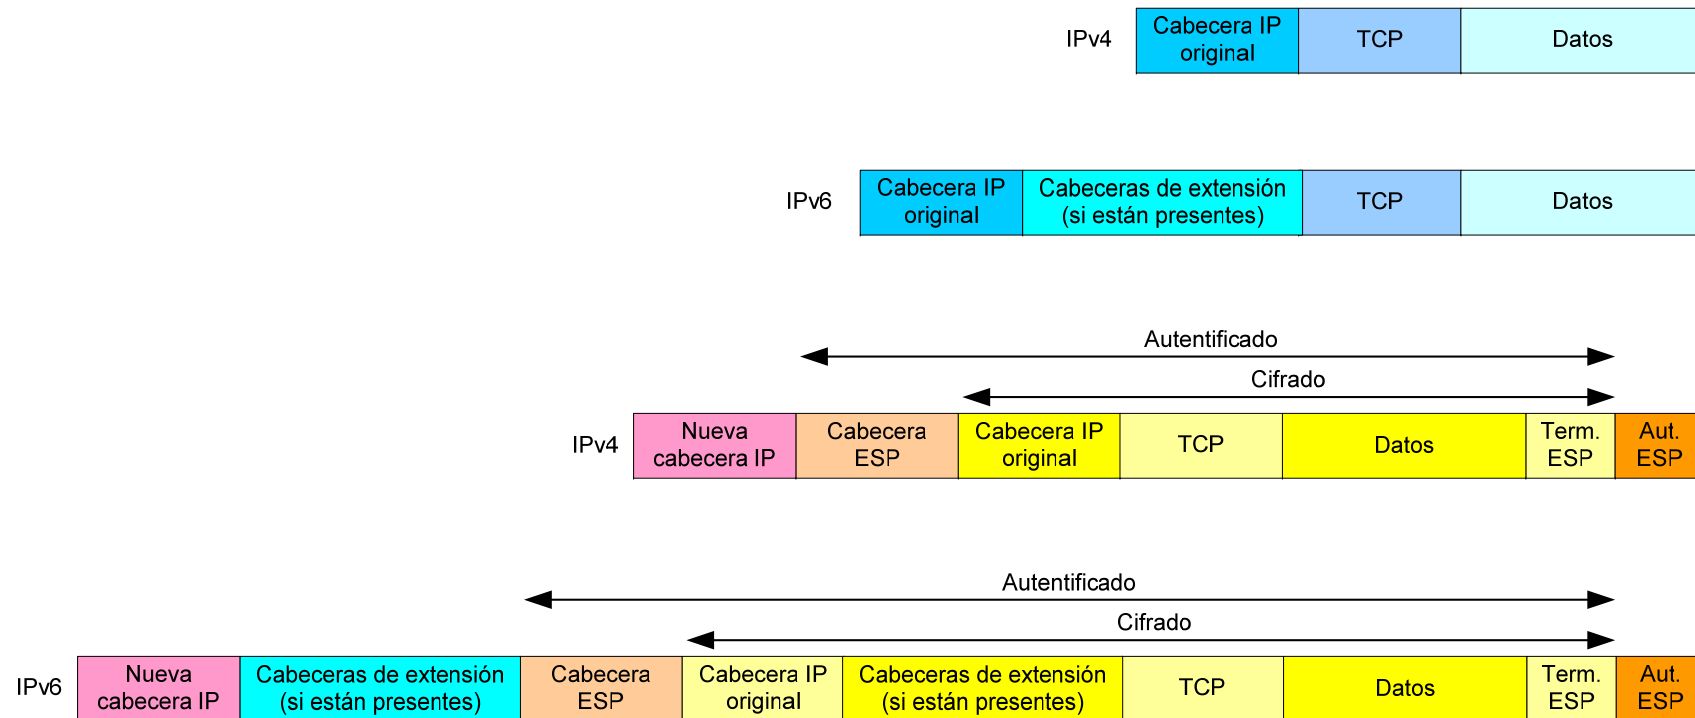 IPv4
Cabecera IP
original
TCP
Datos
IPv6
Cabecera IP
original
Cabeceras de extensión
(si están presentes)
TCP
Datos
Autentificado
Cifrado
IPv4
Nueva
cabecera IP
Cabecera
ESP
Cabecera IP
original
TCP
Datos
Term.
ESP
Aut.
ESP
Autentificado
Cifrado
IPv6
Nueva
cabecera IP
Cabeceras de extensión
(si están presentes)
Cabecera
ESP
Cabecera IP
original
Cabeceras de extensión
(si están presentes)
TCP
Datos
Term.
ESP
Aut.
ESP